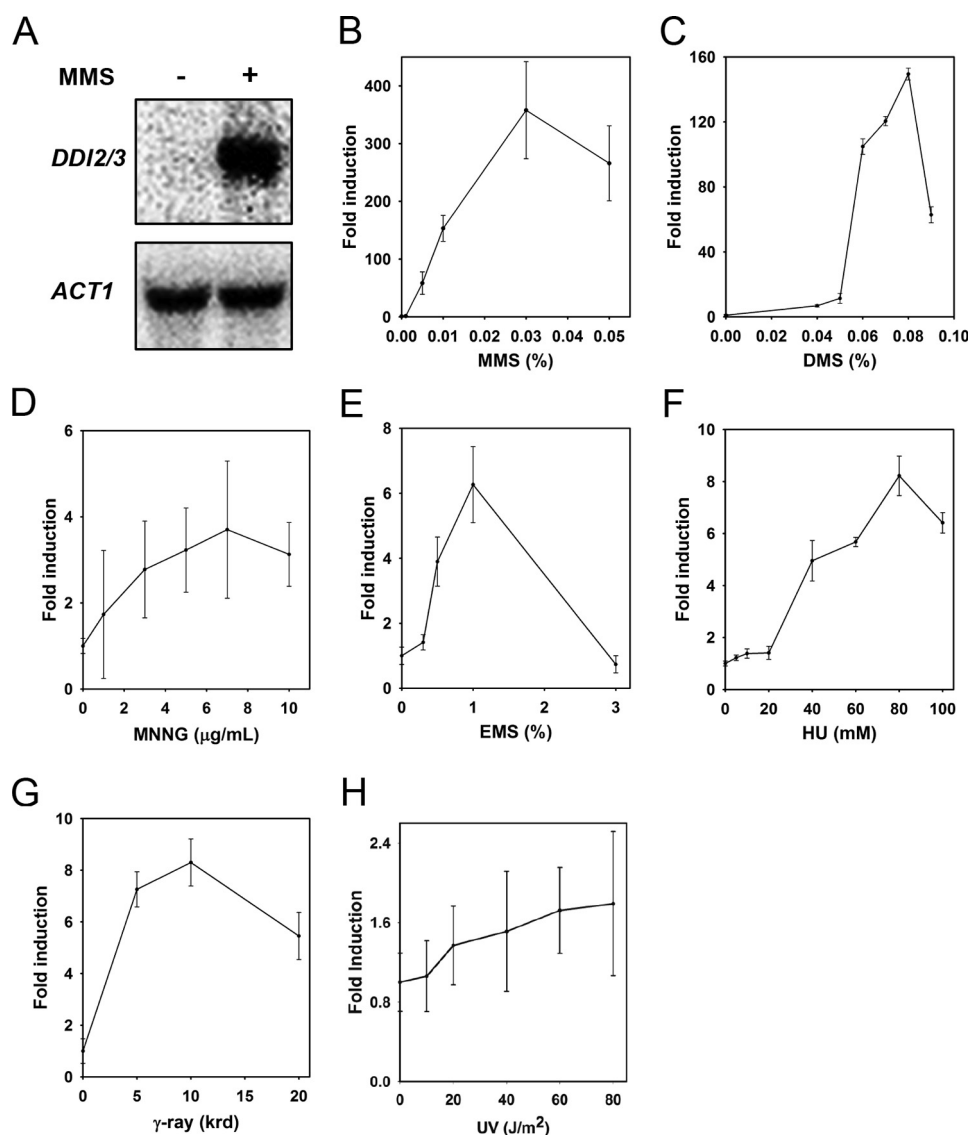 A
MMS - +
DDI2/3
ACT1
B
Fold induction
400
300
200
100
0
0.00 0.01 0.02 0.03 0.04 0.05
MMS (%)
C
Fold induction
160
120
80
40
0
0.00 0.02 0.04 0.06 0.08 0.10
DMS (%)
D
Fold induction
6
4
2
0
0 2 4 6 8 10
MNNG (μg/mL)
E
Fold induction
8
6
4
2
0
0 1 2 3
EMS (%)
F
Fold induction
10
8
6
4
2
0
0 20 40 60 80 100
HU (mM)
G
Fold induction
10
8
6
4
2
0
0 5 10 15 20
γ-ray (krd)
H
Fold Induction
2.4
1.6
0.8
0.0
0 20 40 60 80
UV (J/m²)